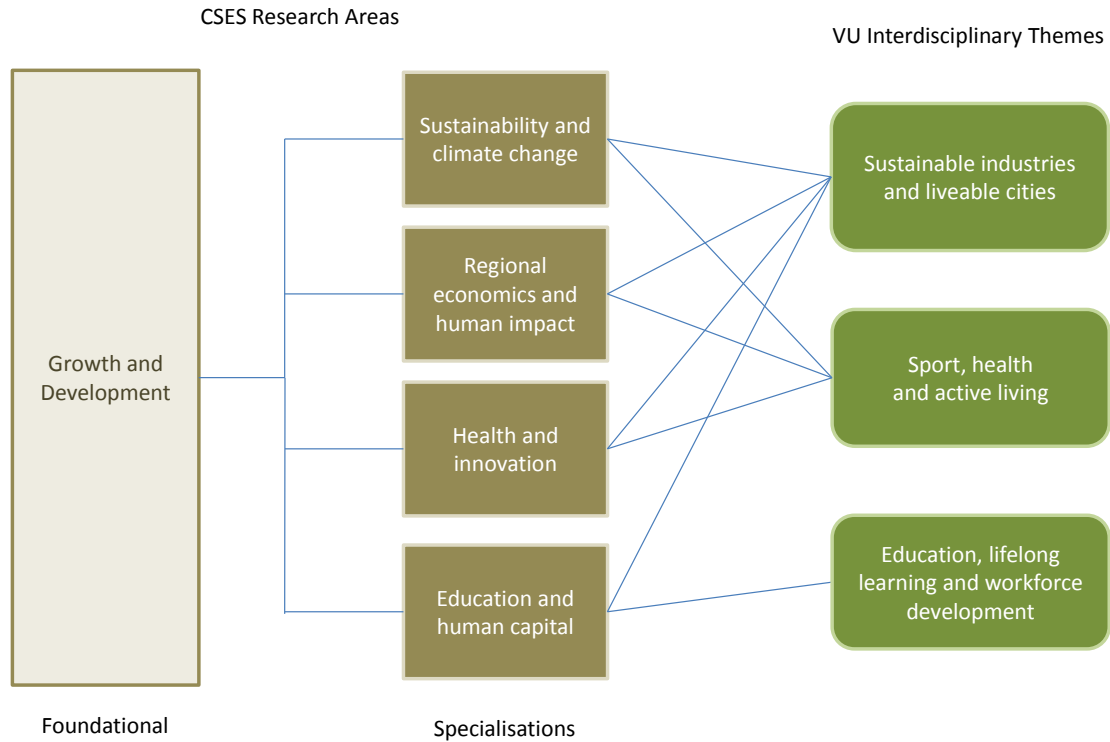 CSES Research Areas
VU Interdisciplinary Themes
Growth and
Development
Sustainability and
climate change
Regional
economics and
human impact
Health and
innovation
Education and
human capital
Sustainable industries
and liveable cities
Sport, health
and active living
Education, lifelong
learning and workforce
development
Foundational
Specialisations